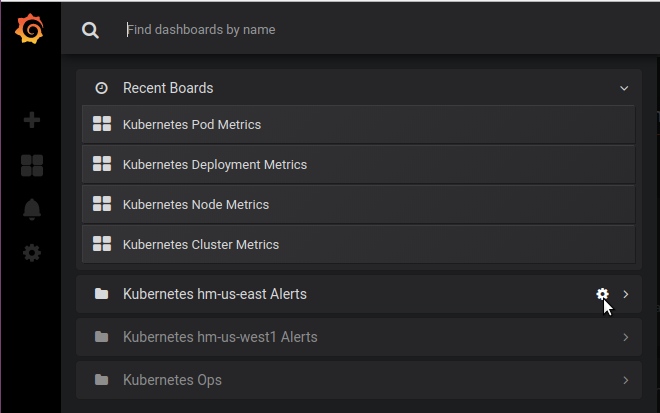 Find dashboards by name
Recent Boards
Kubernetes Pod Metrics
Kubernetes Deployment Metrics
Kubernetes Node Metrics
Kubernetes Cluster Metrics
Kubernetes hm-us-east Alerts
Kubernetes hm-us-west1 Alerts
Kubernetes Ops